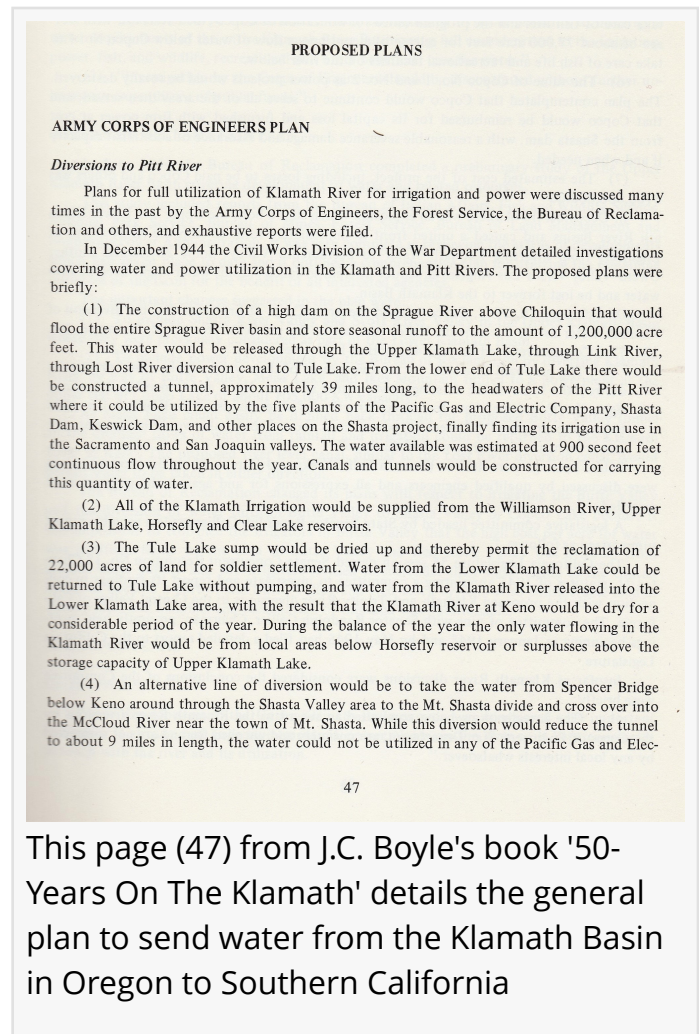 PROPOSED PLANS
ARMY CORPS OF ENGINEERS PLAN
Diversions to Pitt River
Plans for full utilization of Klamath River for irrigation and power were discussed many
times in the past by the Army Corps of Engineers, the Forest Service, the Bureau of Reclama-
tion and others, and exhaustive reports were filed.
In December 1944 the Civil Works Division of the War Department detailed investigations
covering water and power utilization in the Klamath and Pitt Rivers. The proposed plans were
briefly:
(1) The construction of a high dam on the Sprague River above Chiloquin that would
flood the entire Sprague River basin and store seasonal runoff to the amount of 1,200,000 acre
feet. This water would be released through the Upper Klamath Lake, through Link River,
through Lost River diversion canal to Tule Lake. From the lower end of Tule Lake there would
be constructed a tunnel, approximately 39 miles long, to the headwaters of the Pitt River
where it could be utilized by the five plants of the Pacific Gas and Electric Company, Shasta
Dam, Keswick Dam, and other places on the Shasta project, finally finding its irrigation use in
the Sacramento and San Joaquin valleys. The water available was estimated at 900 second feet
continuous flow throughout the year. Canals and tunnels would be constructed for carrying
this quantity of water.
(2) All of the Klamath Irrigation would be supplied from the Williamson River, Upper
Klamath Lake, Horsefly and Clear Lake reservoirs.
(3) The Tule Lake sump would be dried up and thereby permit the reclamation of
22,000 acres of land for soldier settlement. Water from the Lower Klamath Lake could be
returned to Tule Lake without pumping, and water from the Klamath River released into the
Lower Klamath Lake area, with the result that the Klamath River at Keno would be dry for a
considerable period of the year. During the balance of the year the only water flowing in the
Klamath River would be from local areas below Horsefly reservoir or surplusses above the
storage capacity of Upper Klamath Lake.
(4) An alternative line of diversion would be to take the water from Spencer Bridge
below Keno around through the Shasta Valley area to the Mt. Shasta divide and cross over into
the McCloud River near the town of Mt. Shasta. While this diversion would reduce the tunnel
to about 9 miles in length, the water could not be utilized in any of the Pacific Gas and Elec-
47
This page (47) from J.C. Boyle's book '50-
Years On The Klamath' details the general
plan to send water from the Klamath Basin
in Oregon to Southern California